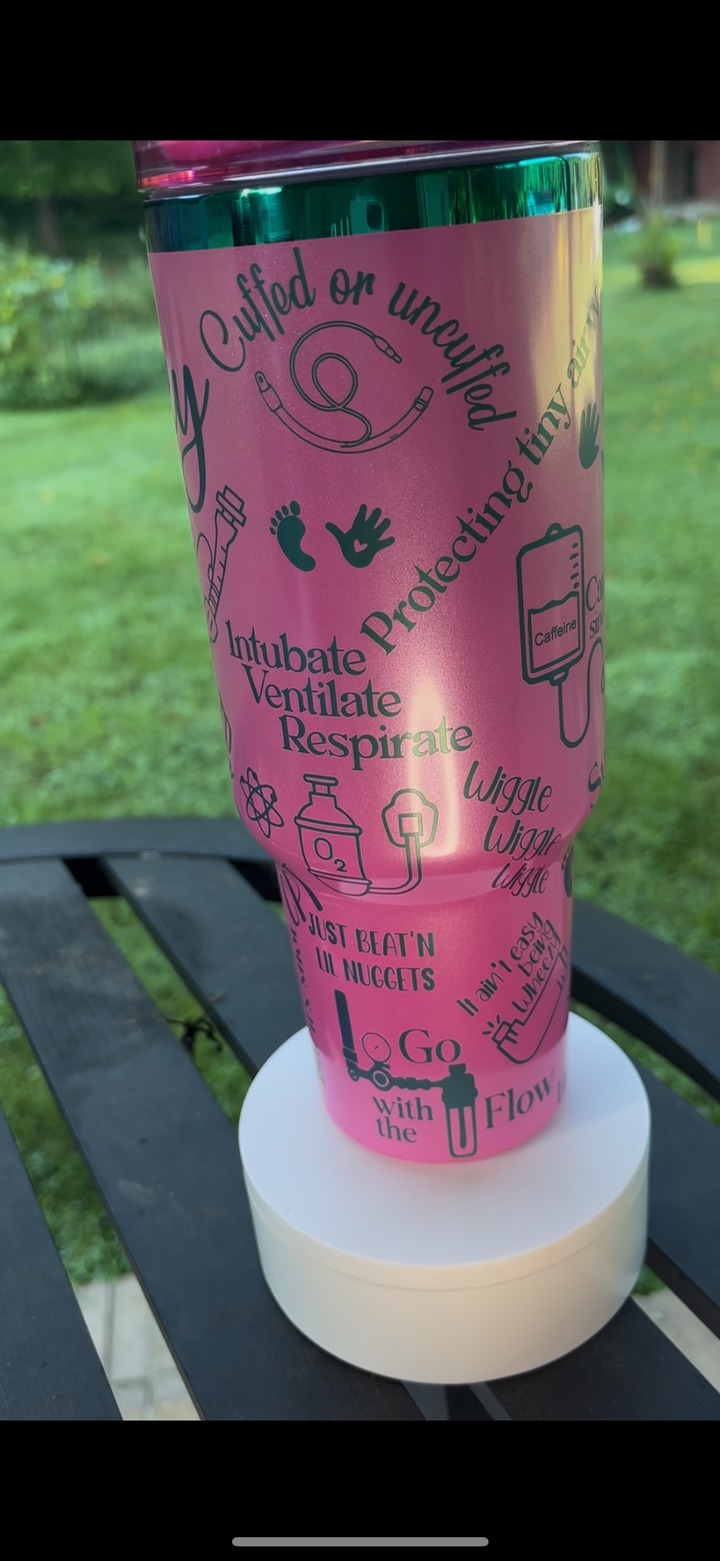 Cuffed or uncuffed
Protecting tiny
Caffeine
Intubate
Ventilate
Respirate
O2
Wiggle
Wiggle
Wiggle
JUST BEAT'N
LIL NUGGETS
It ain't easy
being
wheezy
Go
with
the
Flow